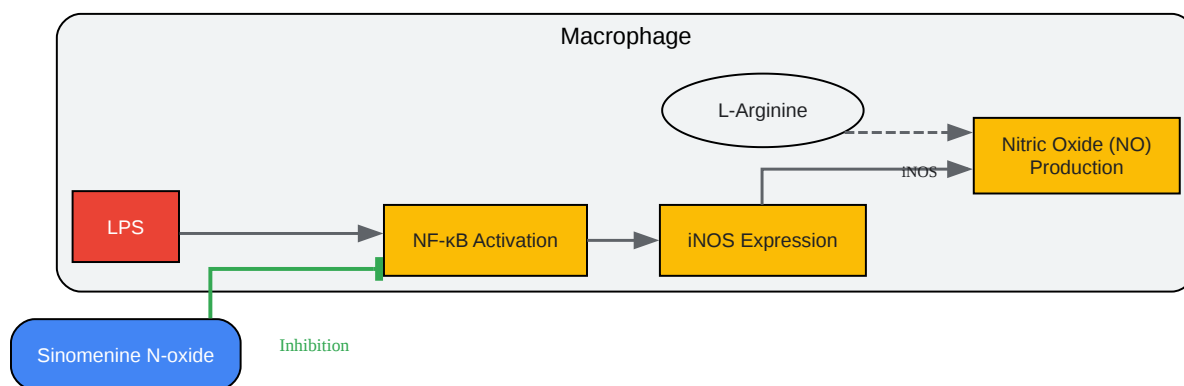 Macrophage
L-Arginine
Nitric Oxide (NO)
Production
iNOS
LPS
NF-κB Activation
iNOS Expression
Sinomenine N-oxide
Inhibition